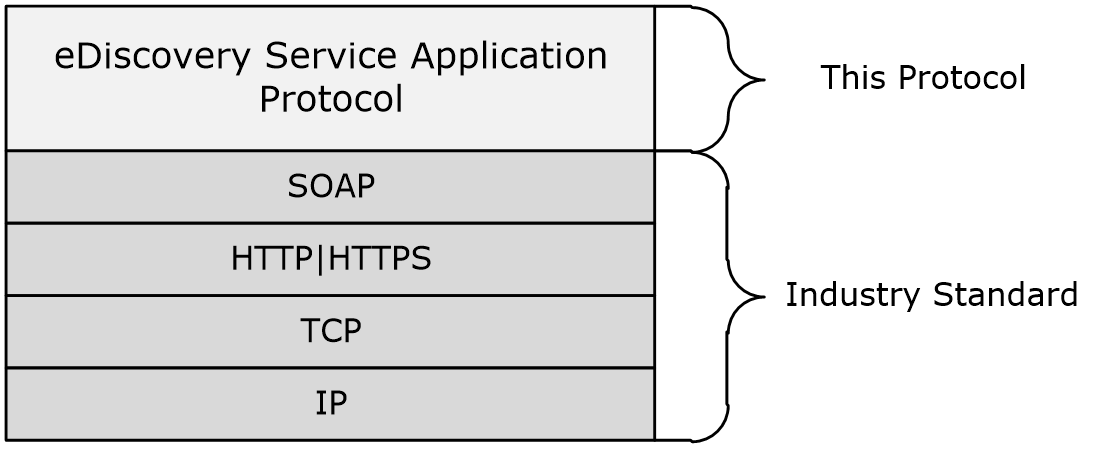 eDiscovery Service Application
Protocol
This Protocol
SOAP
HTTP|HTTPS
TCP
IP
Industry Standard